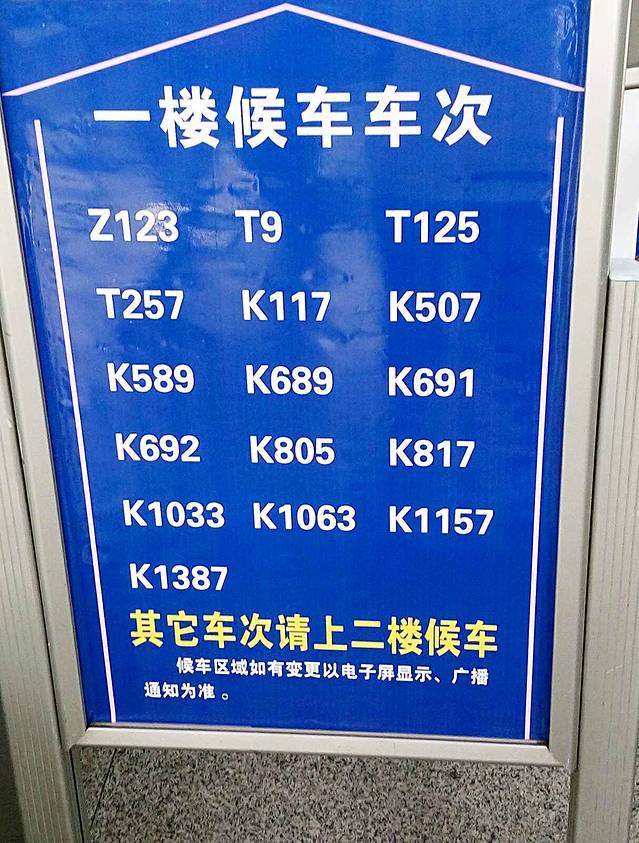 一楼候车车次
Z123 T9 T125
T257 K117 K507
K589 K689 K691
K692 K805 K817
K1033 K1063 K1157
K1387
其它车次请上二楼候车
候车区域如有变更以电子屏显示、广播
通知为准。